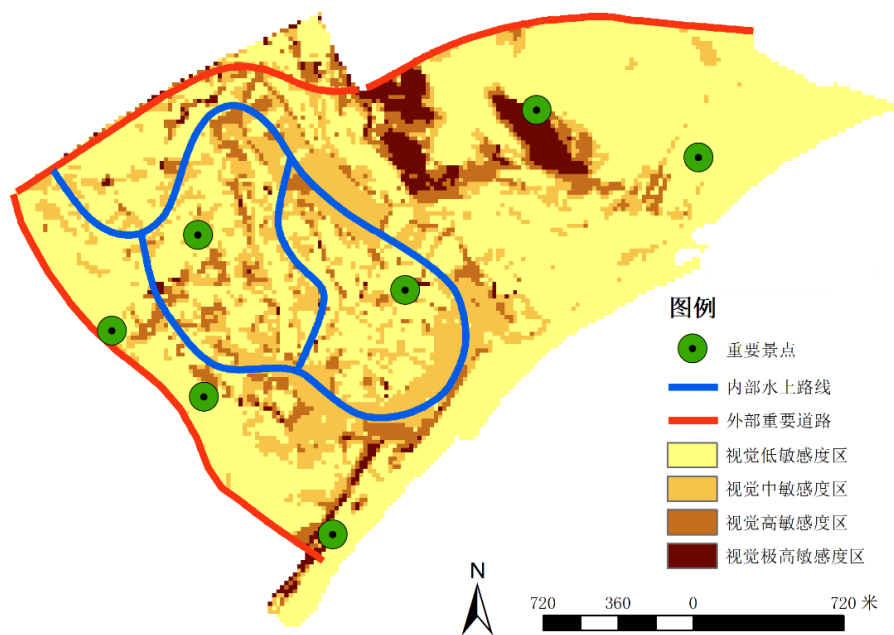 图例
重要景点
内部水上路线
外部重要道路
视觉低敏感度区
视觉中敏感度区
视觉高敏感度区
视觉极高敏感度区
N
720 360 0 720 米